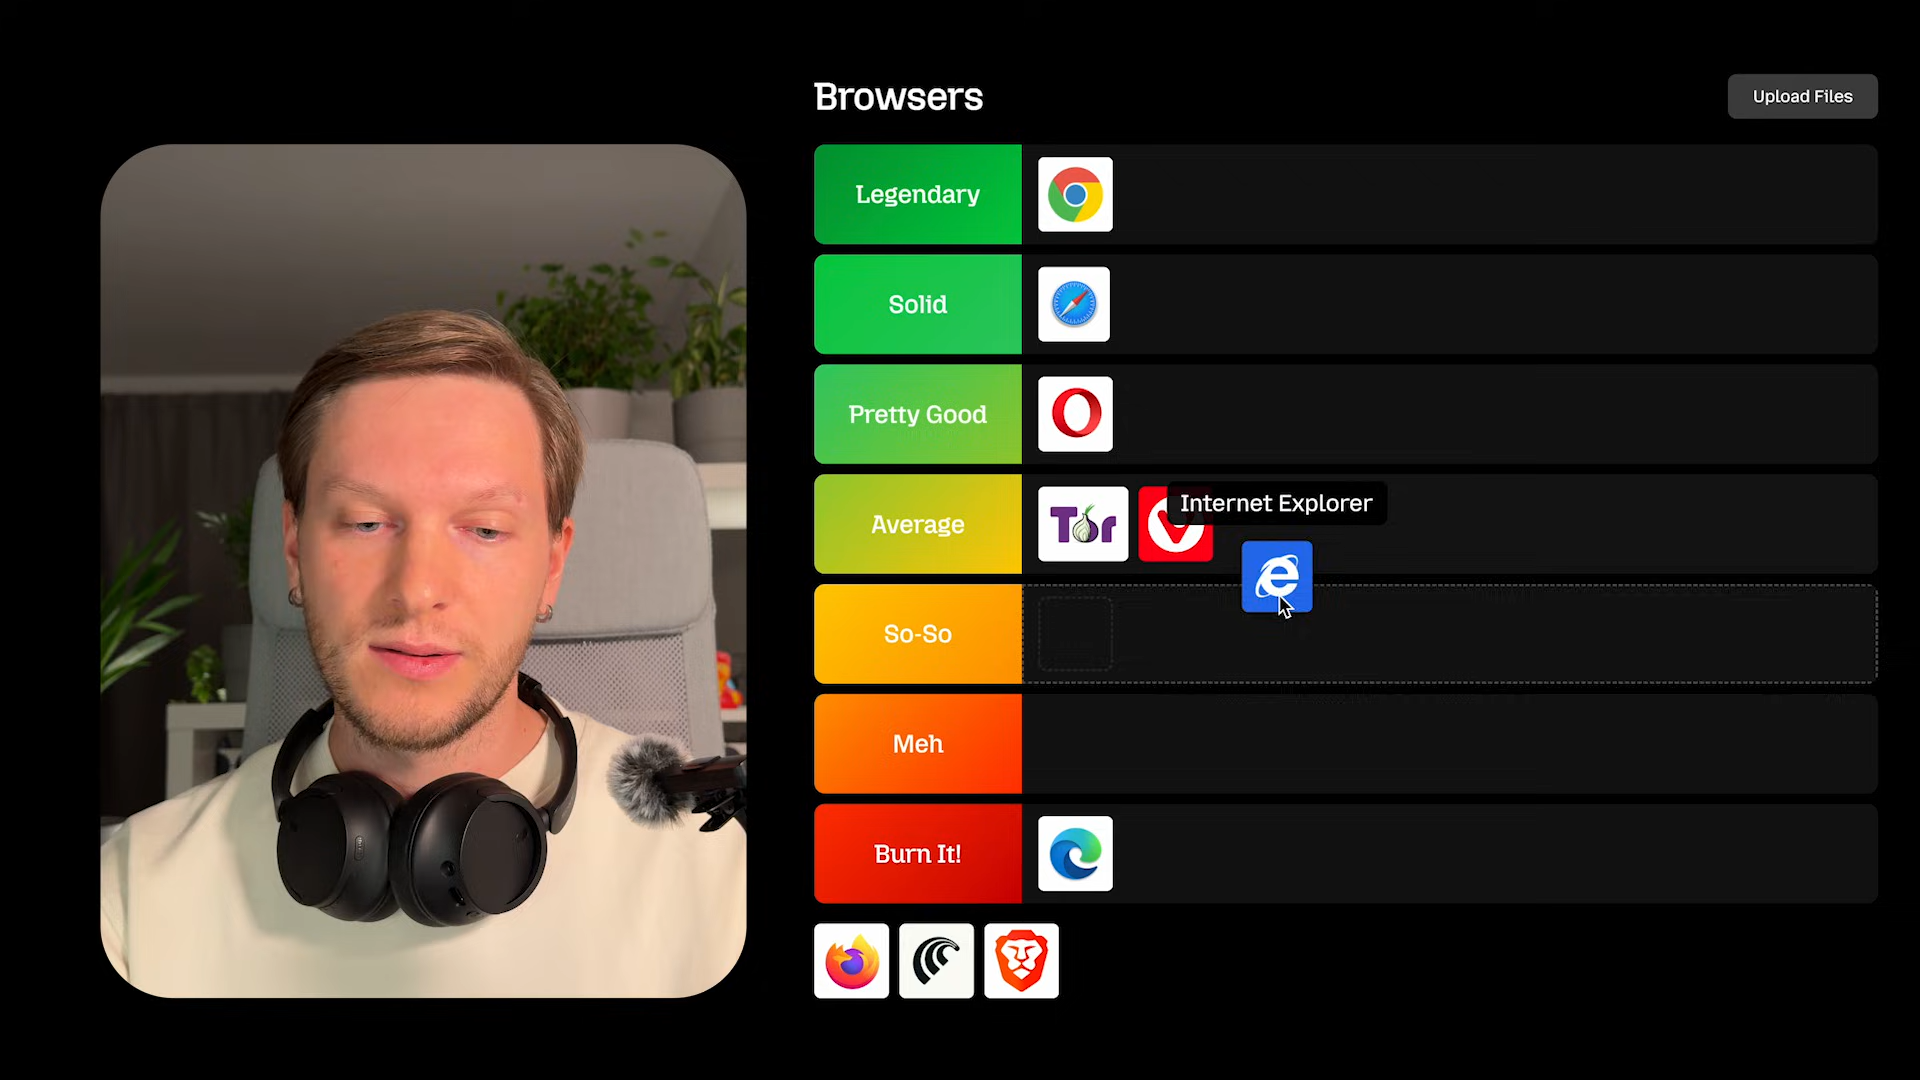 Browsers
Upload Files
Legendary
Solid
Pretty Good
Average
Tor
Internet Explorer
So-So
Meh
Burn It!